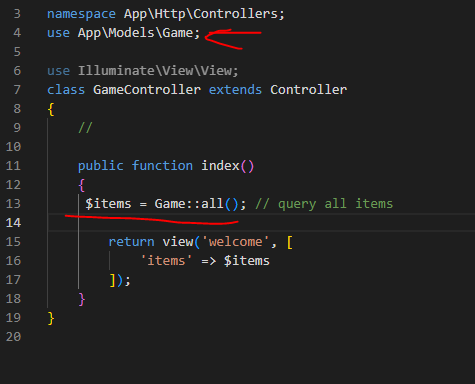 3 namespace App\Http\Controllers;
4 use App\Models\Game;
5
6 use Illuminate\View\View;
7 class GameController extends Controller
8 {
9 //
10
11 public function index()
12 {
13 $items = Game::all(); // query all items
14
15 return view('welcome', [
16 'items' => $items
17 ]);
18 }
19 }
20